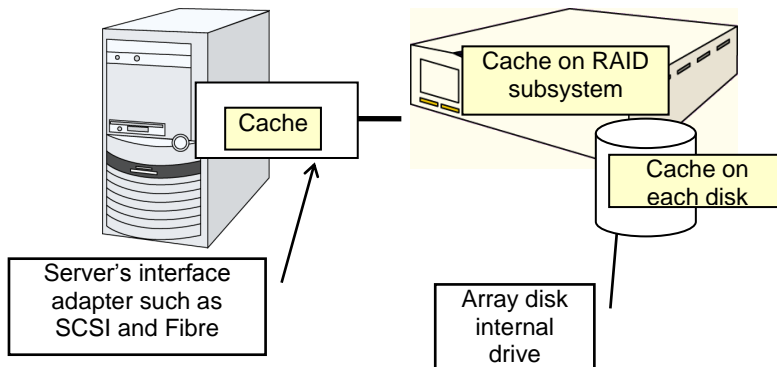 Cache on RAID
subsystem
Cache
Cache on
each disk
Server's interface
adapter such as
SCSI and Fibre
Array disk
internal
drive